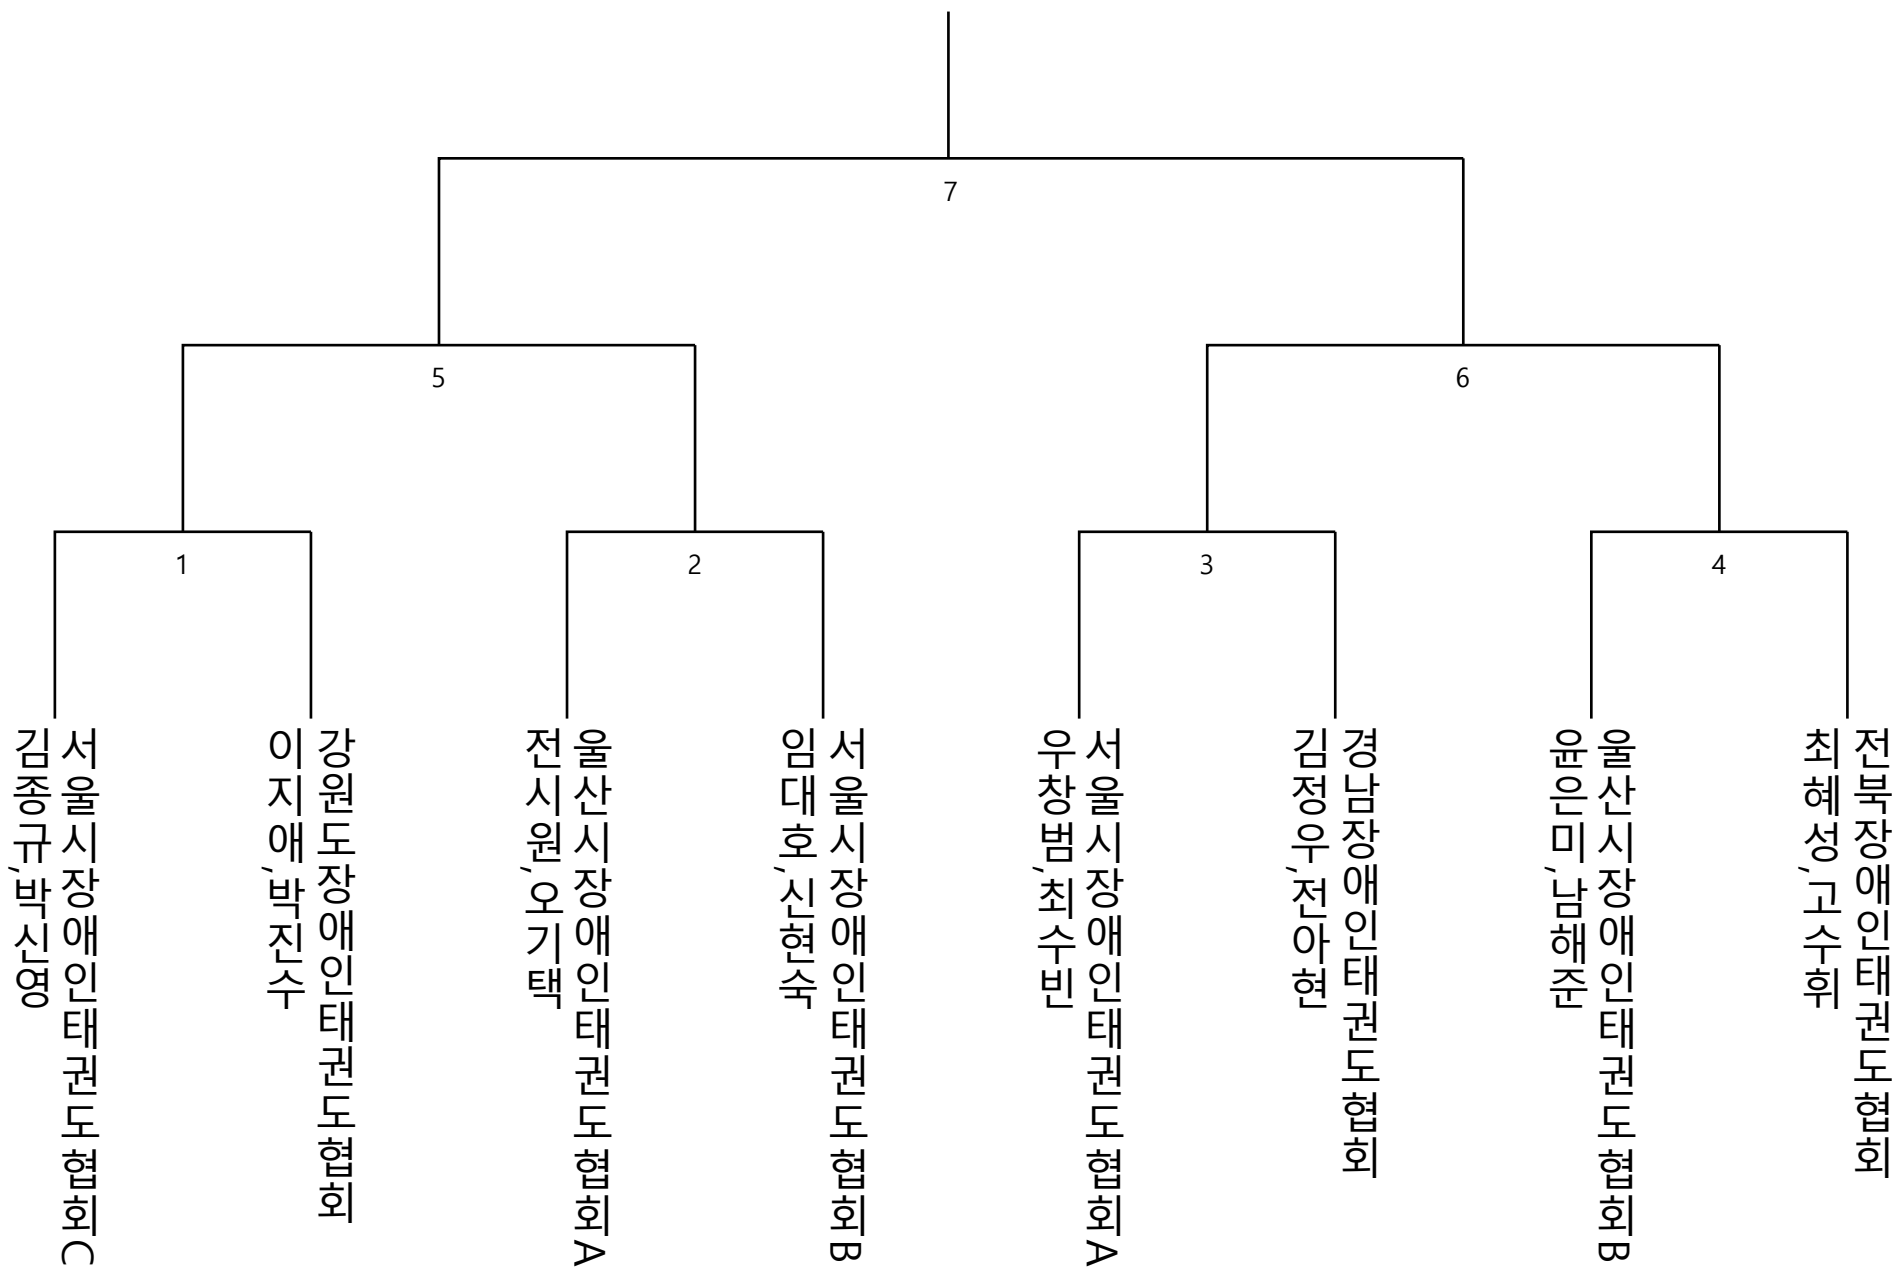 7
5
6
1
2
3
4
서울시장애인태권도협회C
김종규,박신영
강원도장애인태권도협회
이지애,박진수
울산시장애인태권도협회A
전시원,오기택
서울시장애인태권도협회B
임대호,신현숙
서울시장애인태권도협회A
우창범,최수빈
경남장애인태권도협회
김정우,전아현
울산시장애인태권도협회B
윤은미,남해준
전북장애인태권도협회
최혜성,고수휘